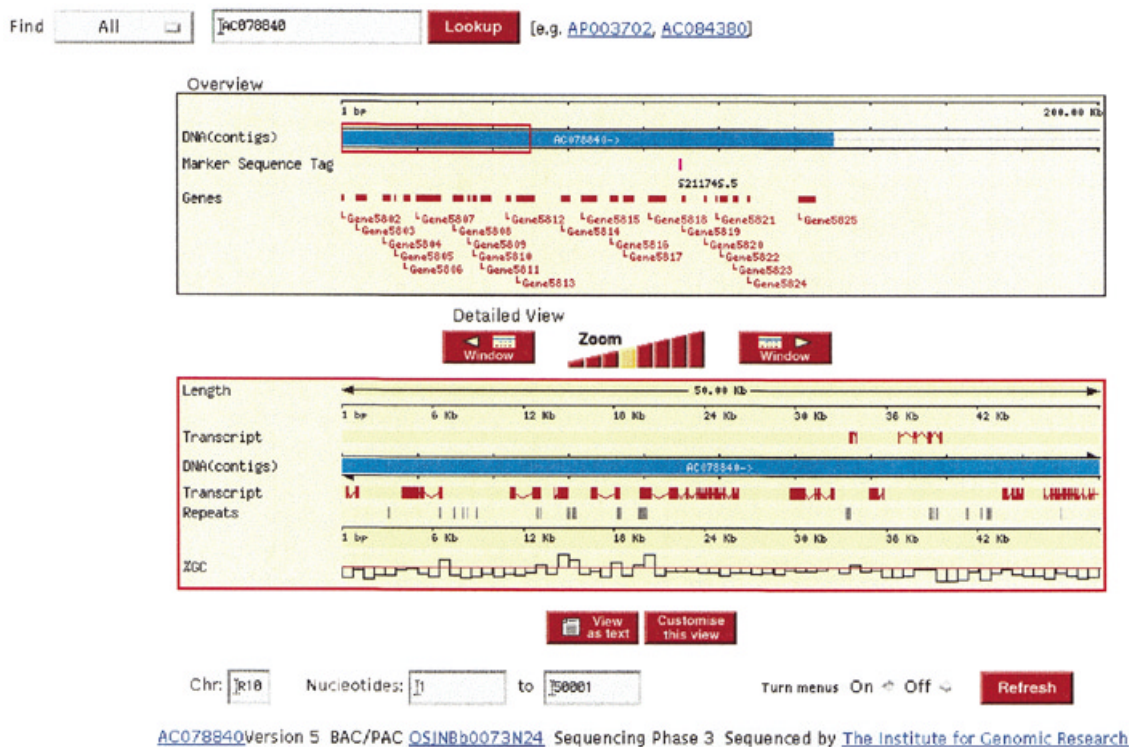 Find All AC078840 Lookup [e.g. AP003702, AC084380]
Overview
1 bp 200.00 Kb
DNA(contigs) AC078840->
Marker Sequence Tag
S21174S.5
Genes
Gene5802 Gene5807 Gene5812 Gene5815 Gene5818 Gene5821 Gene5825
Gene5803 Gene5808 Gene5814 Gene5819
Gene5804 Gene5809 Gene5816 Gene5820
Gene5805 Gene5810 Gene5817 Gene5822
Gene5806 Gene5811 Gene5823
Gene5813 Gene5824
Detailed View
Window Zoom Window
Length 50.00 Kb
1 bp 6 Kb 12 Kb 18 Kb 24 Kb 30 Kb 36 Kb 42 Kb
Transcript
DNA(contigs) AC078840->
Transcript
Repeats
1 bp 6 Kb 12 Kb 18 Kb 24 Kb 30 Kb 36 Kb 42 Kb
%GC
View as text Customise this view
Chr: R10 Nucleotides: 1 to 50001 Turn menus On Off Refresh
AC078840Version 5 BAC/PAC OSJNBb0073N24 Sequencing Phase 3 Sequenced by The Institute for Genomic Research